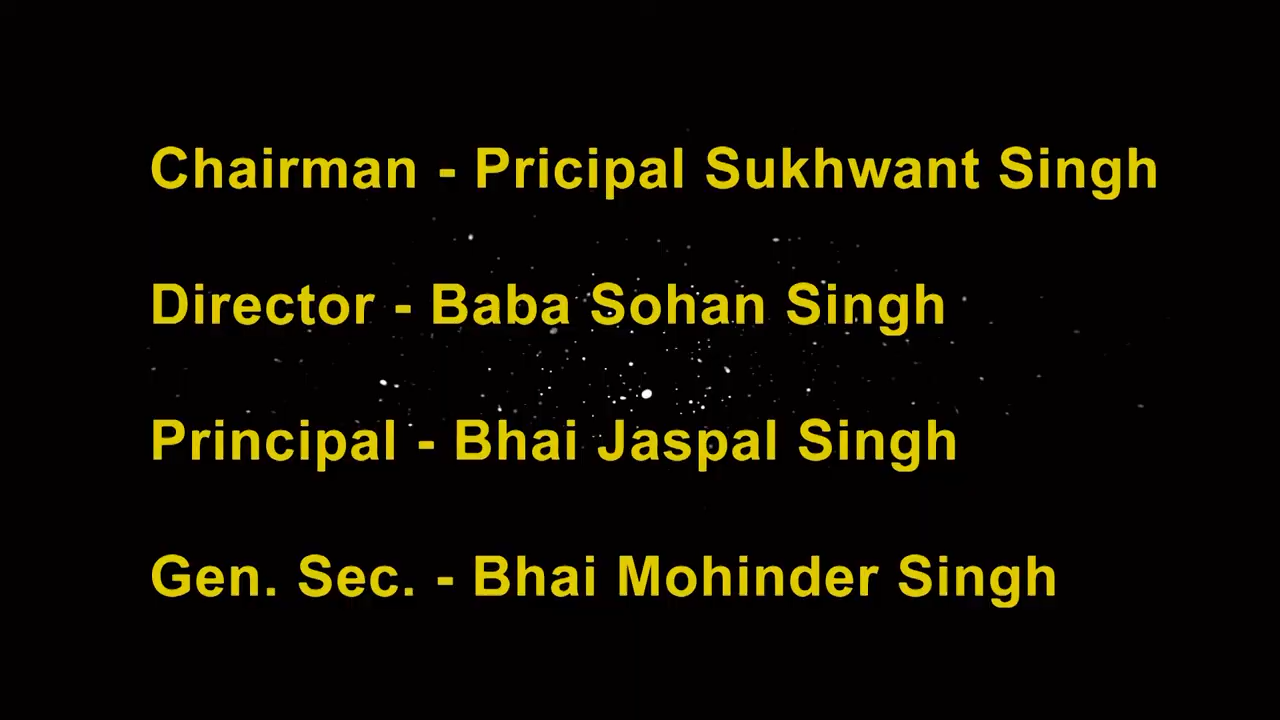 Chairman - Pricipal Sukhwant Singh
Director - Baba Sohan Singh
Principal - Bhai Jaspal Singh
Gen. Sec. - Bhai Mohinder Singh